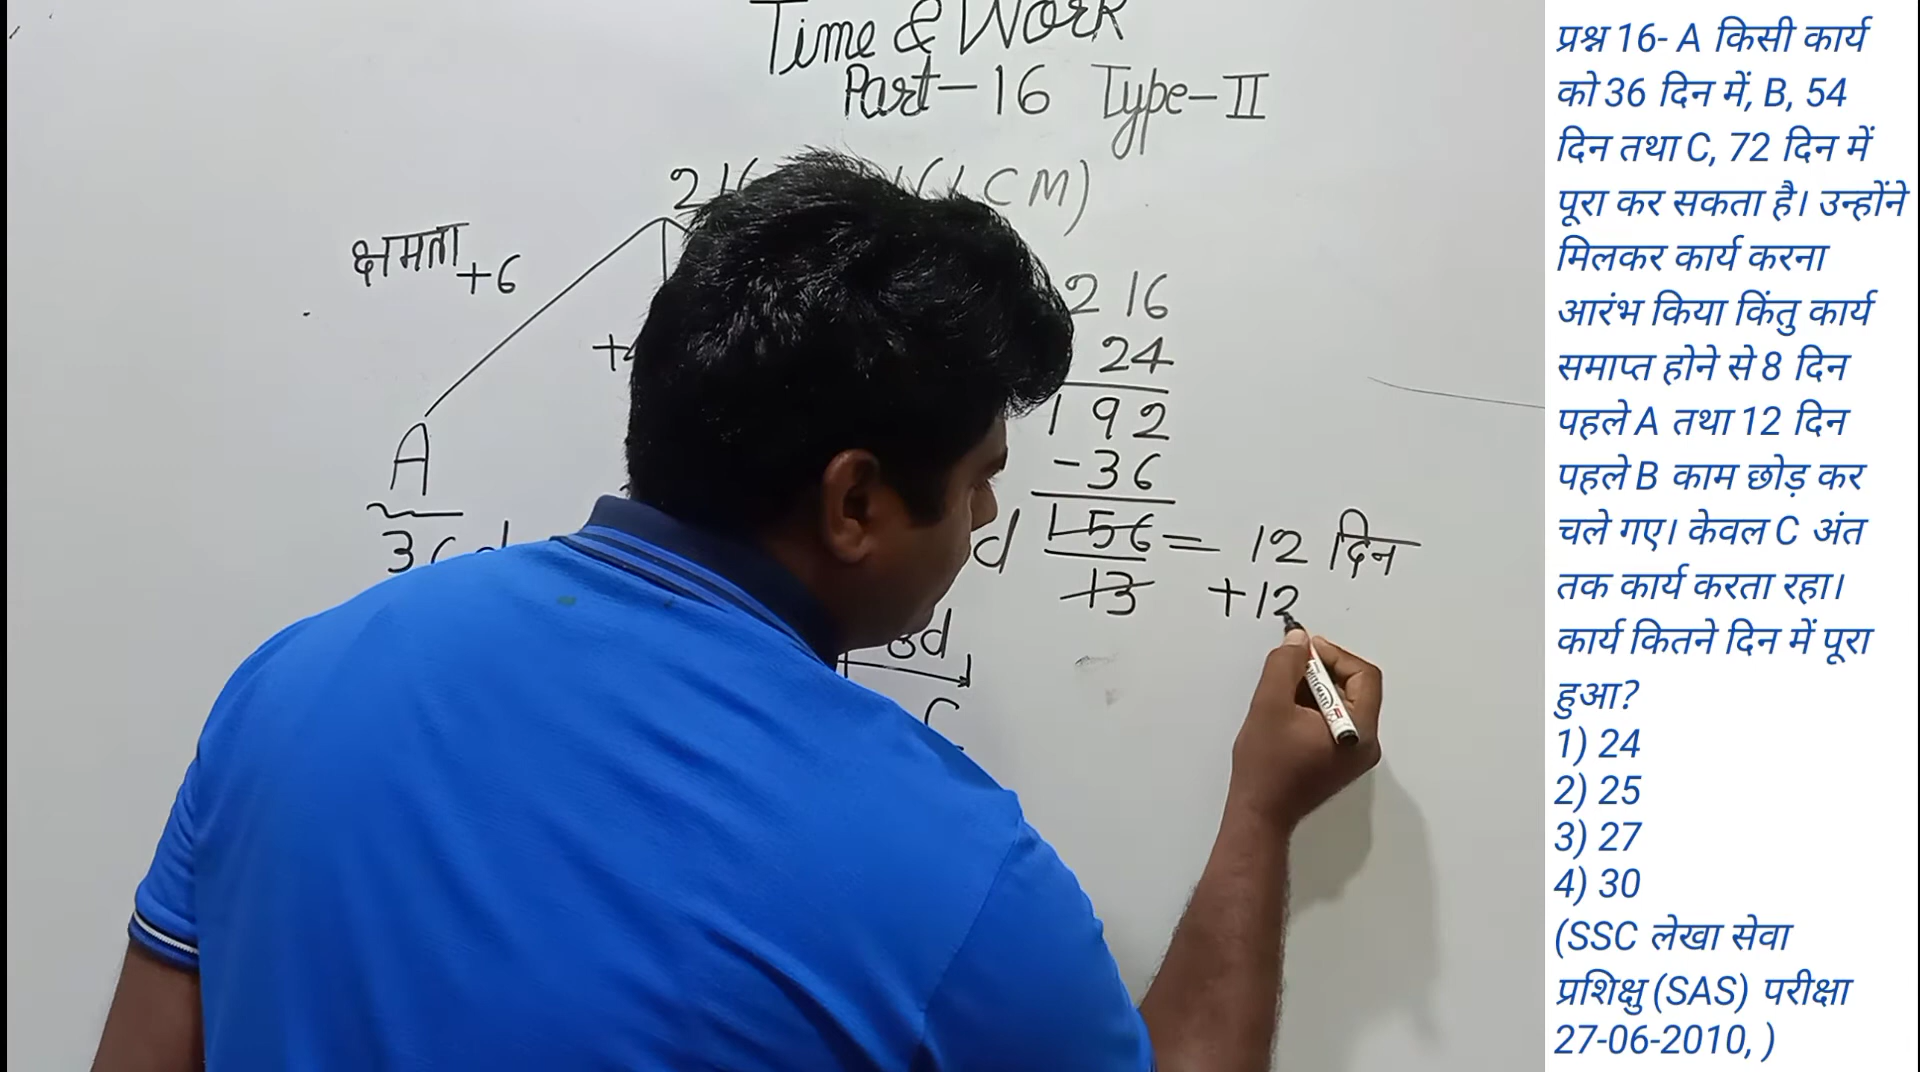 Time & Work
Part-16 Type-II
216 (LCM)
क्षमता +6
216
24
192
-36
156 = 12 दिन
13 +12
A
36 d
8d
C
प्रश्न 16- A किसी कार्य
को 36 दिन में, B, 54
दिन तथा C, 72 दिन में
पूरा कर सकता है। उन्होंने
मिलकर कार्य करना
आरंभ किया किंतु कार्य
समाप्त होने से 8 दिन
पहले A तथा 12 दिन
पहले B काम छोड़ कर
चले गए। केवल C अंत
तक कार्य करता रहा।
कार्य कितने दिन में पूरा
हुआ?
1) 24
2) 25
3) 27
4) 30
(SSC लेखा सेवा
प्रशिक्षु (SAS) परीक्षा
27-06-2010, )